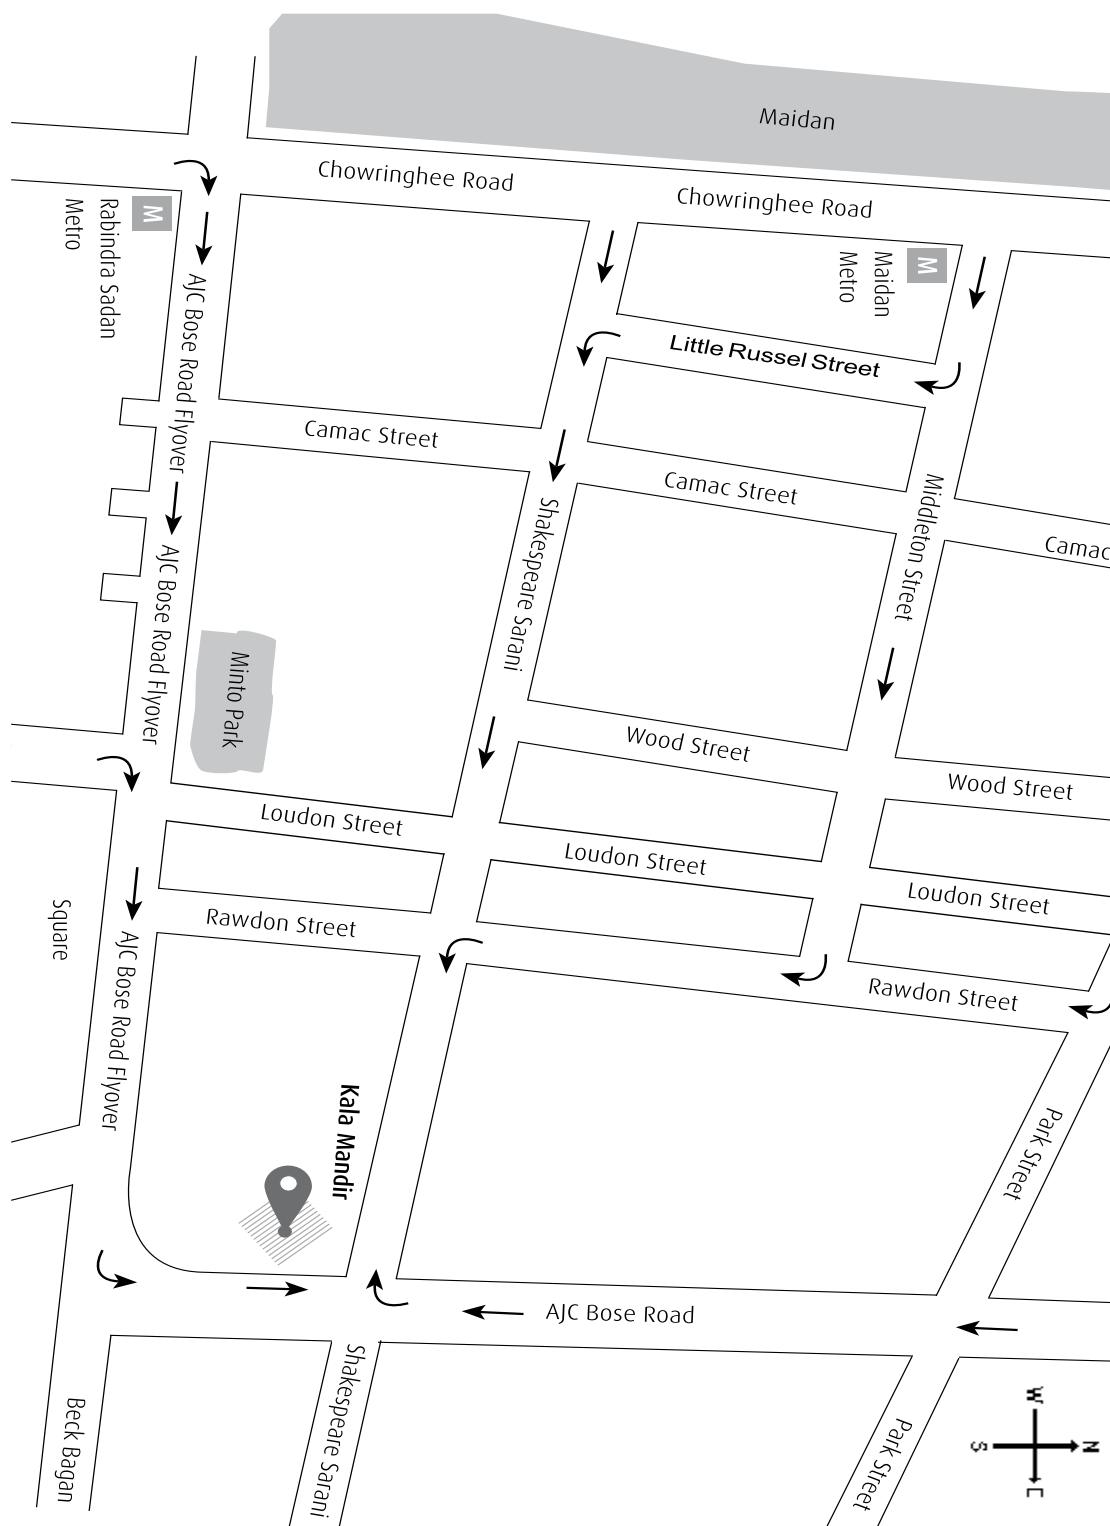 Maidan
Chowringhee Road
Chowringhee Road
M
Rabindra Sadan
Metro
M
Maidan
Metro
AJC Bose Road Flyover
Little Russel Street
Camac Street
Camac Street
Camac
Middleton Street
Shakespeare Sarani
AJC Bose Road Flyover
Minto Park
Wood Street
Wood Street
Loudon Street
Loudon Street
Loudon Street
Square
Rawdon Street
Rawdon Street
AJC Bose Road Flyover
Kala Mandir
Park Street
AJC Bose Road
Shakespeare Sarani
Beck Bagan
Park Street
W
N
S